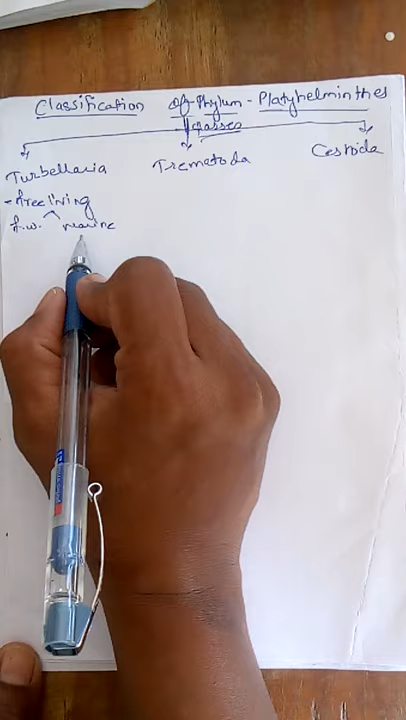 Classification of Phylum - Platyhelminthes
classes
Turbellaria Trematoda Cestoda
- free living
f.w. marine